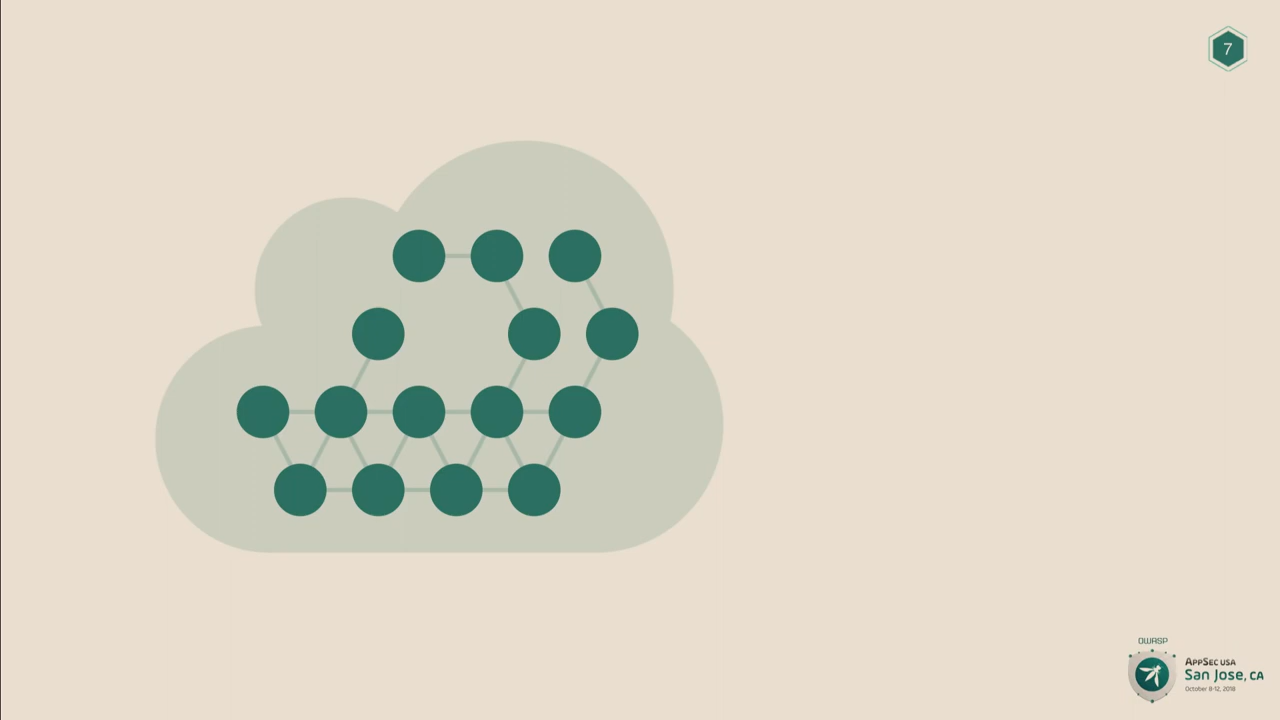 7
OWASP
AppSec USA
San Jose, CA
October 8-12, 2018